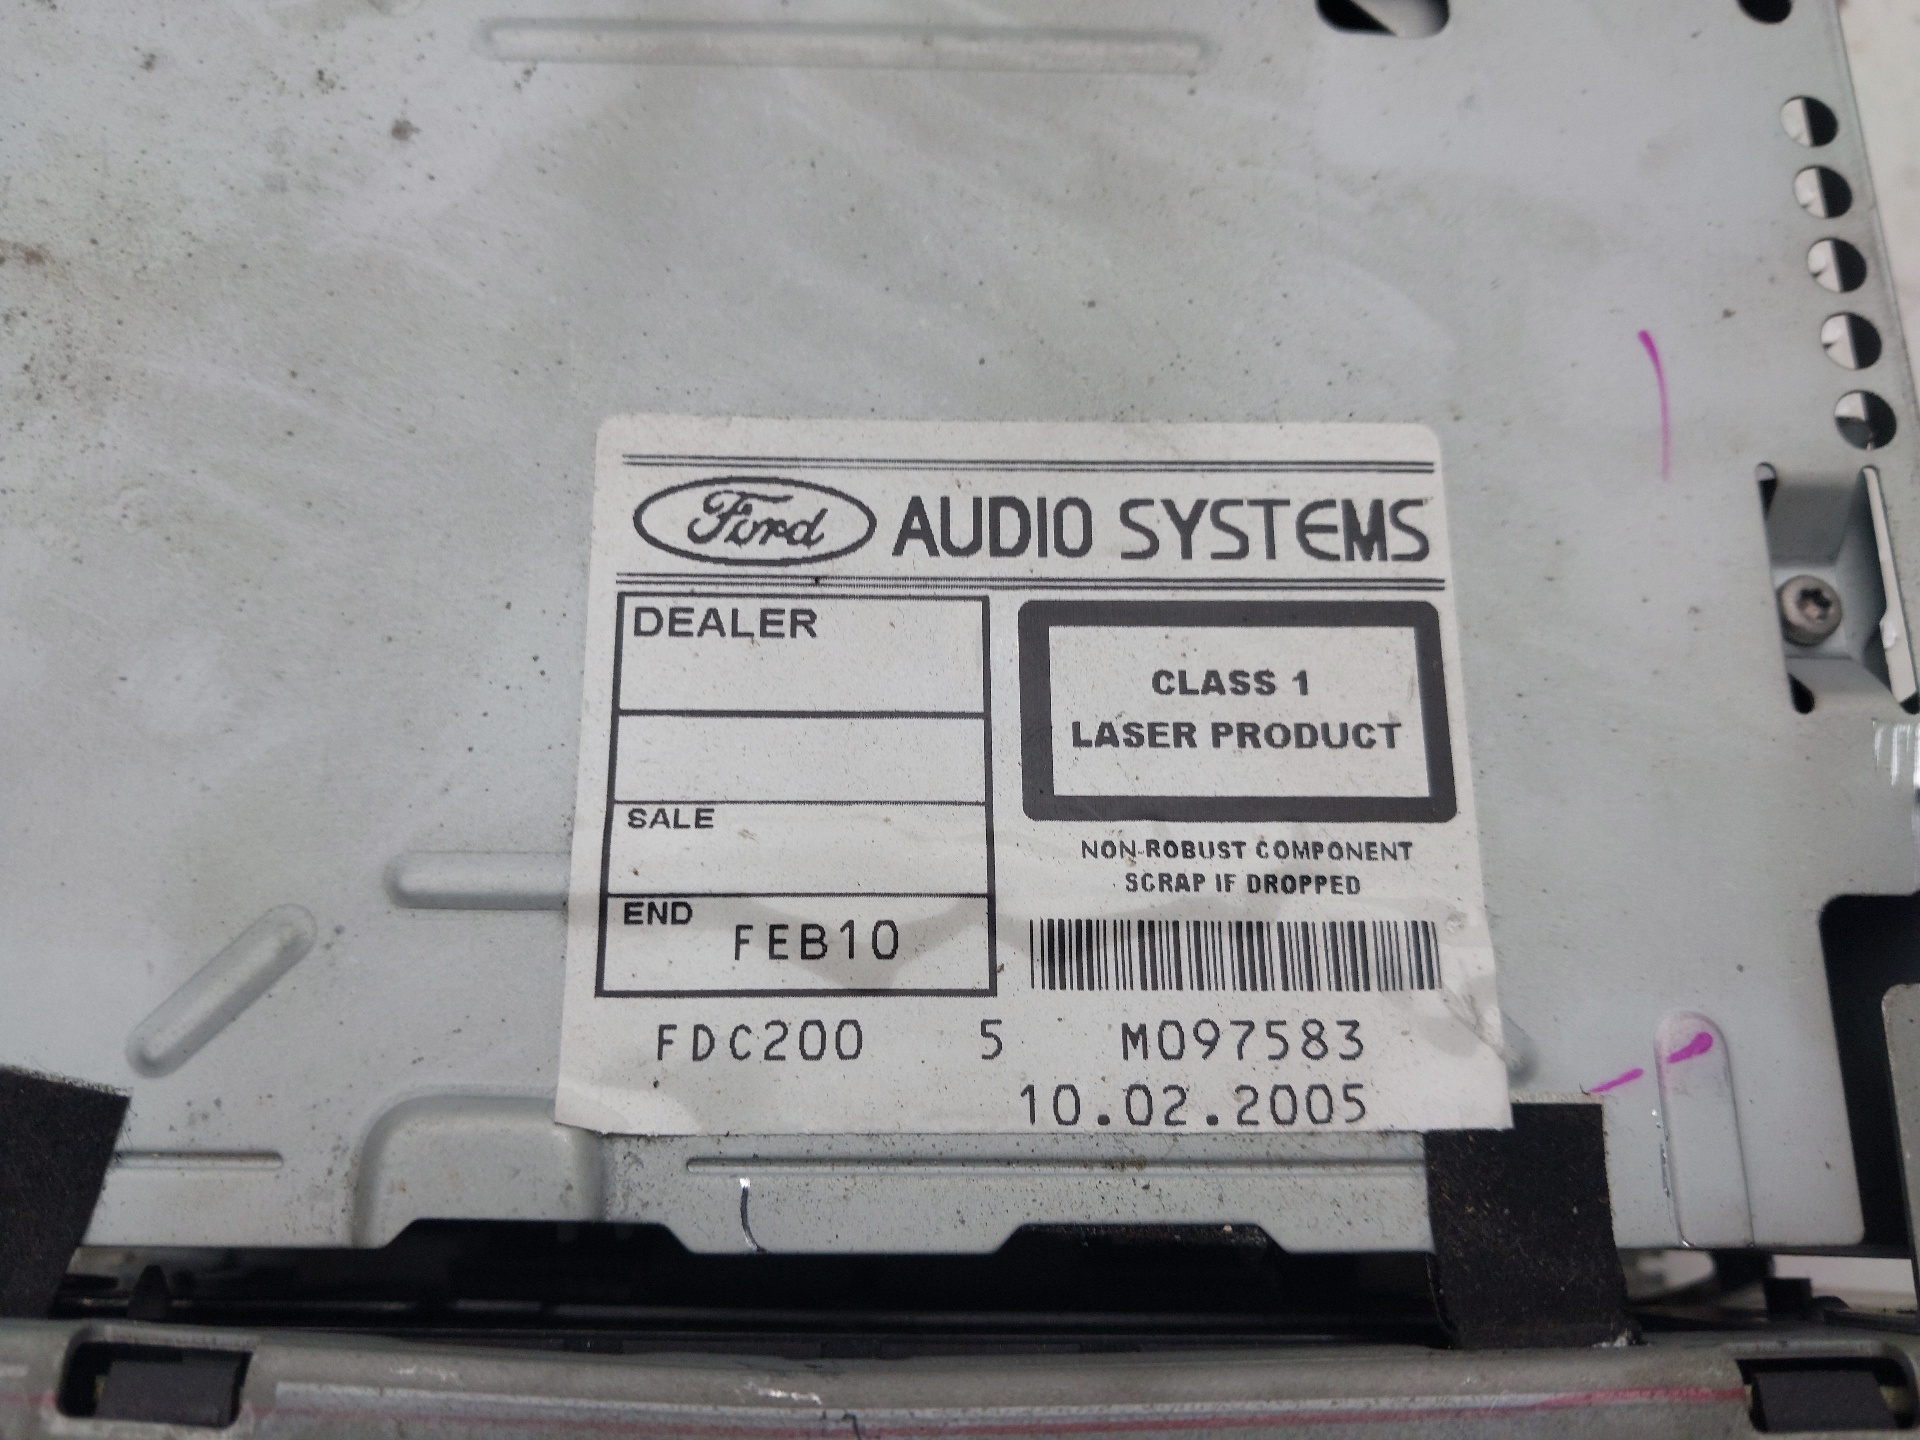 Ford AUDIO SYSTEMS
DEALER
CLASS 1
LASER PRODUCT
SALE
NON-ROBUST COMPONENT
SCRAP IF DROPPED
END FEB10
FDC200 5 M097583
10.02.2005